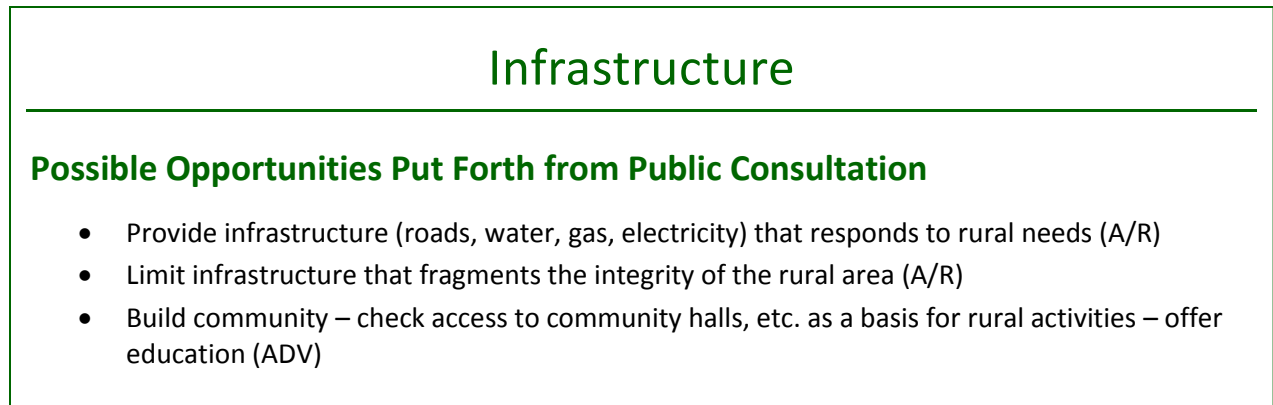 Infrastructure
Possible Opportunities Put Forth from Public Consultation
• Provide infrastructure (roads, water, gas, electricity) that responds to rural needs (A/R)
• Limit infrastructure that fragments the integrity of the rural area (A/R)
• Build community – check access to community halls, etc. as a basis for rural activities – offer
education (ADV)